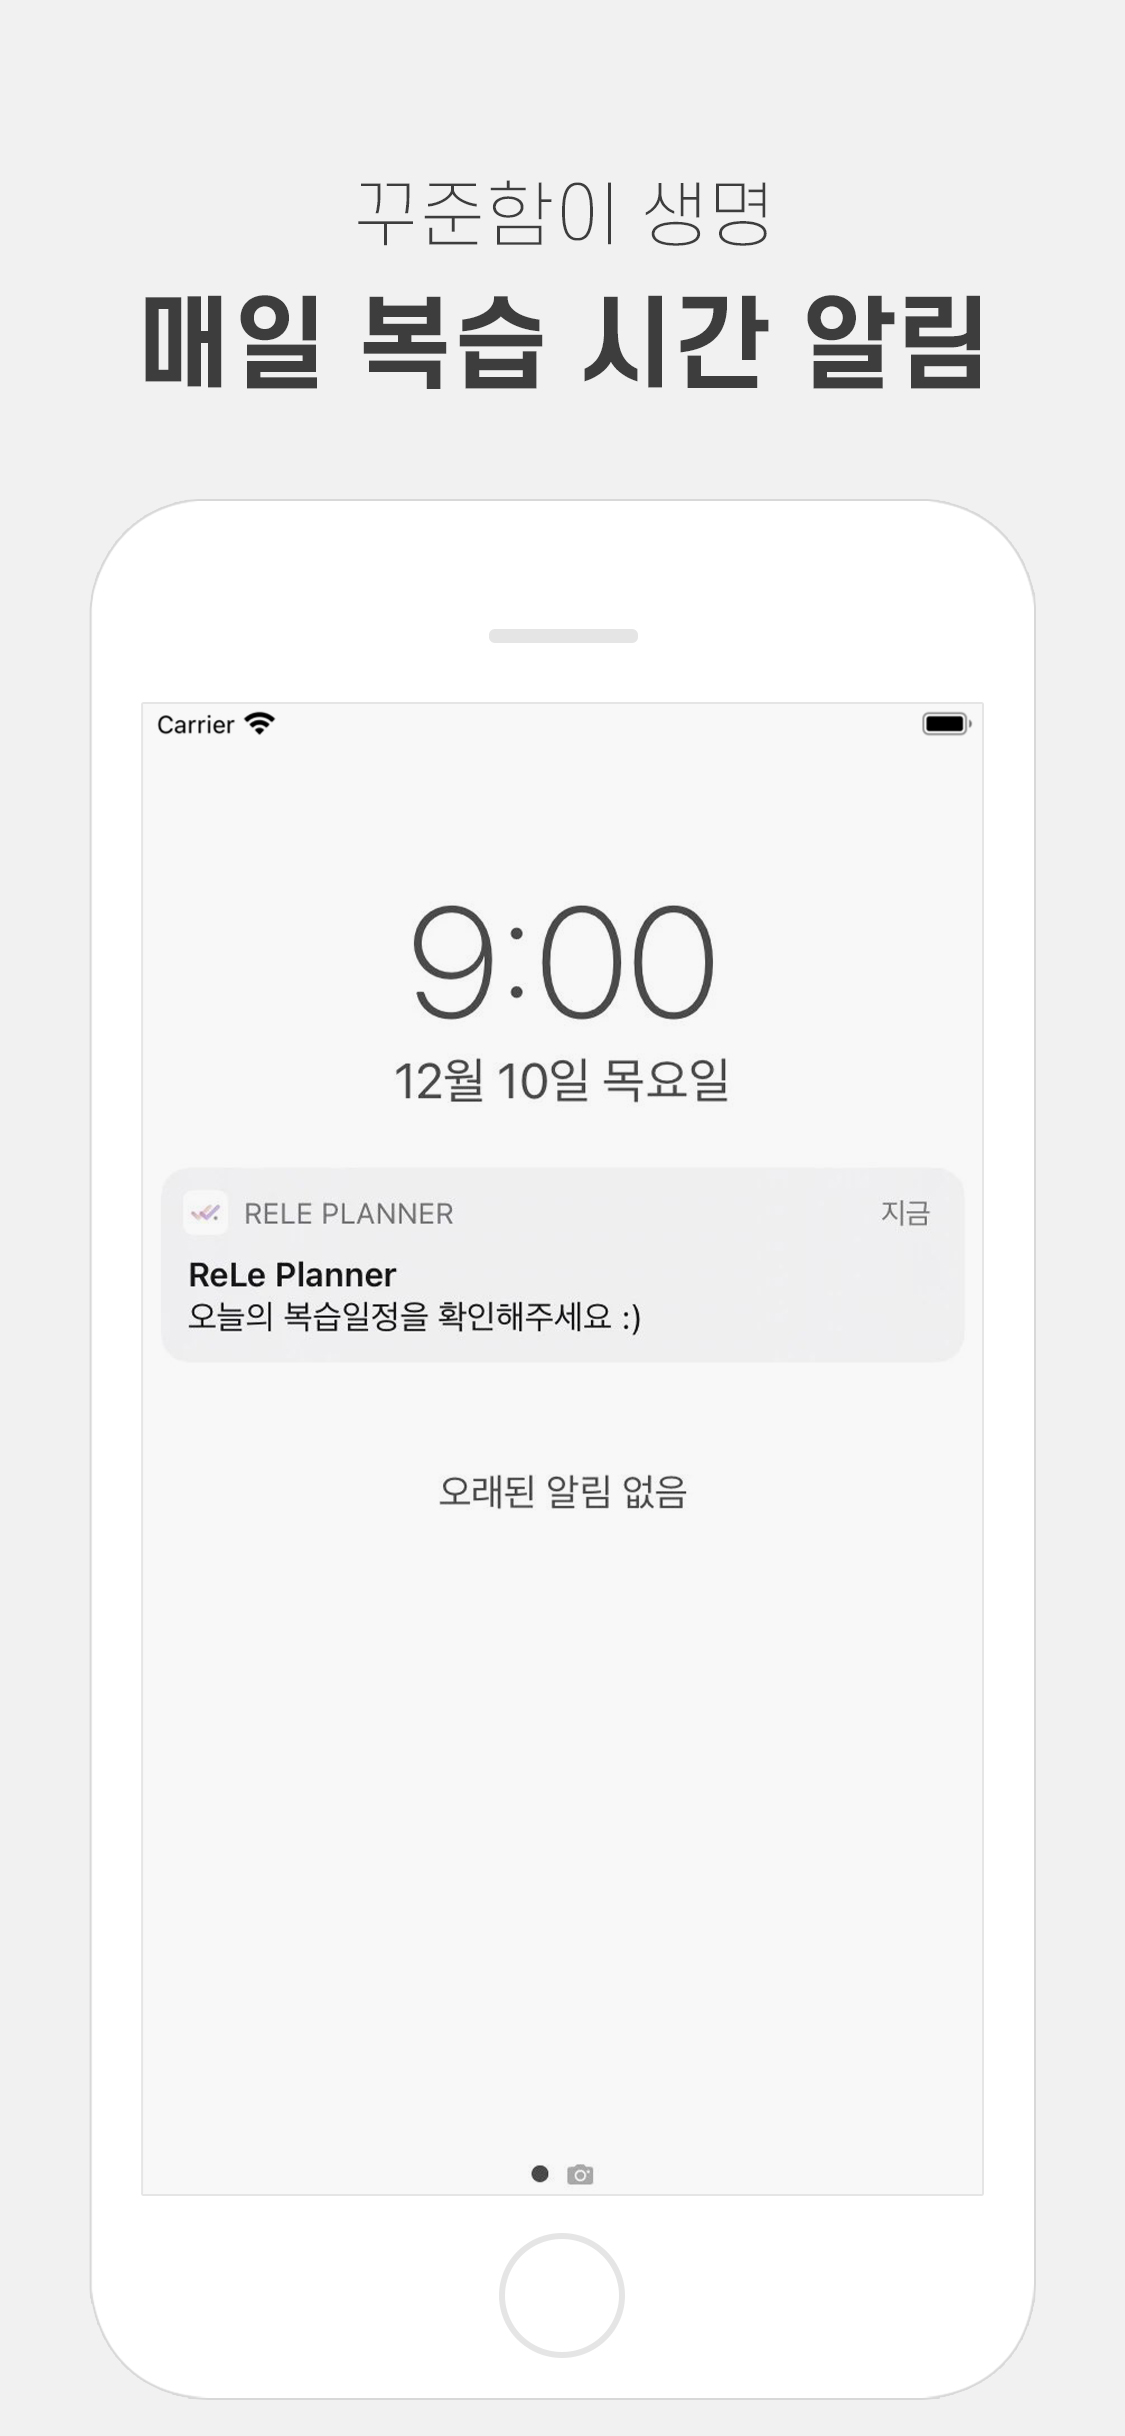 꾸준함이 생명
매일 복습 시간 알림
Carrier
9:00
12월 10일 목요일
RELE PLANNER 지금
ReLe Planner
오늘의 복습일정을 확인해주세요 :)
오래된 알림 없음